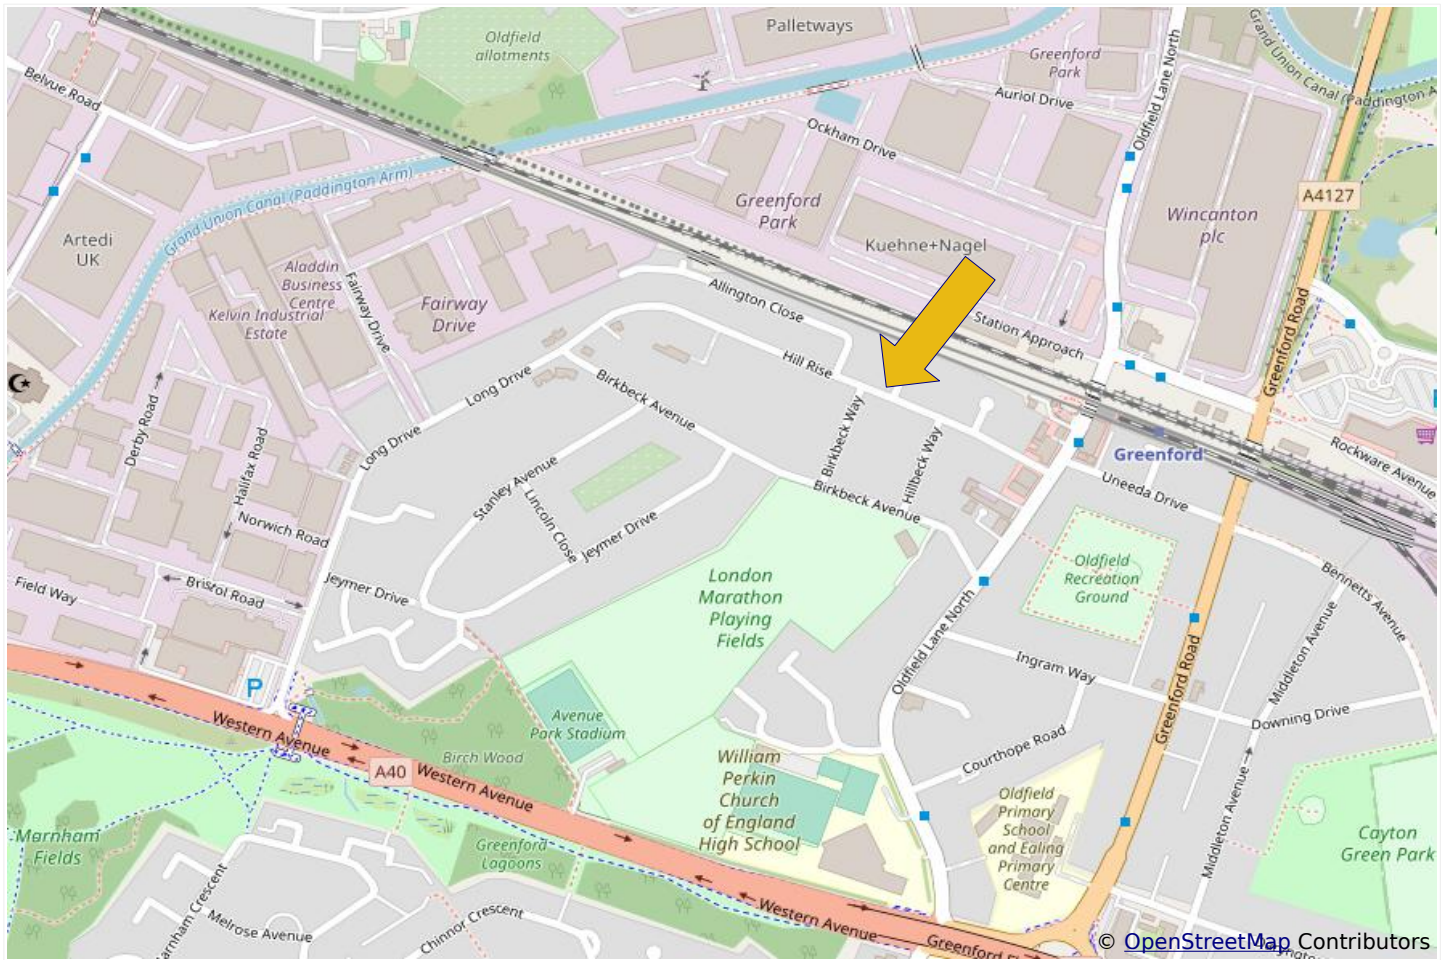 Palletways
Oldfield
allotments
Greenford
Park
Belvue Road
Auriol Drive
Oldfield Lane North
Grand Union Canal (Paddington A
Ockham Drive
A4127
Grand Union Canal (Paddington Arm)
Greenford
Park
Wincanton
plc
Artedi
UK
Kuehne+Nagel
Aladdin
Business
Centre
Fairway Drive
Allington Close
Kelvin Industrial
Estate
Fairway
Drive
Station Approach
Greenford Road
Hill Rise
Long Drive
Birkbeck Avenue
Derby Road
Birkbeck Way
Long Drive
Hillbeck Way
Greenford
Rockware Avenue
Halifax Road
Stanley Avenue
Birkbeck Avenue
Uneeda Drive
Lincoln Close
Norwich Road
Jeymer Drive
Field Way
Bristol Road
Jeymer Drive
London
Marathon
Playing
Fields
Oldfield
Recreation
Ground
Bennetts Avenue
Oldfield Lane North
Ingram Way
Middleton Avenue
Greenford Road
P
Western Avenue
Avenue
Park Stadium
Downing Drive
Birch Wood
A40
Western Avenue
William
Perkin
Church
of England
High School
Courthope Road
Oldfield
Primary
School
and Ealing
Primary
Centre
Middleton Avenue
Marnham
Fields
Greenford
Lagoons
Cayton
Green Park
arnham Crescent
Melrose Avenue
Chinnor Crescent
Western Avenue
Greenford Fl
© OpenStreetMap Contributors